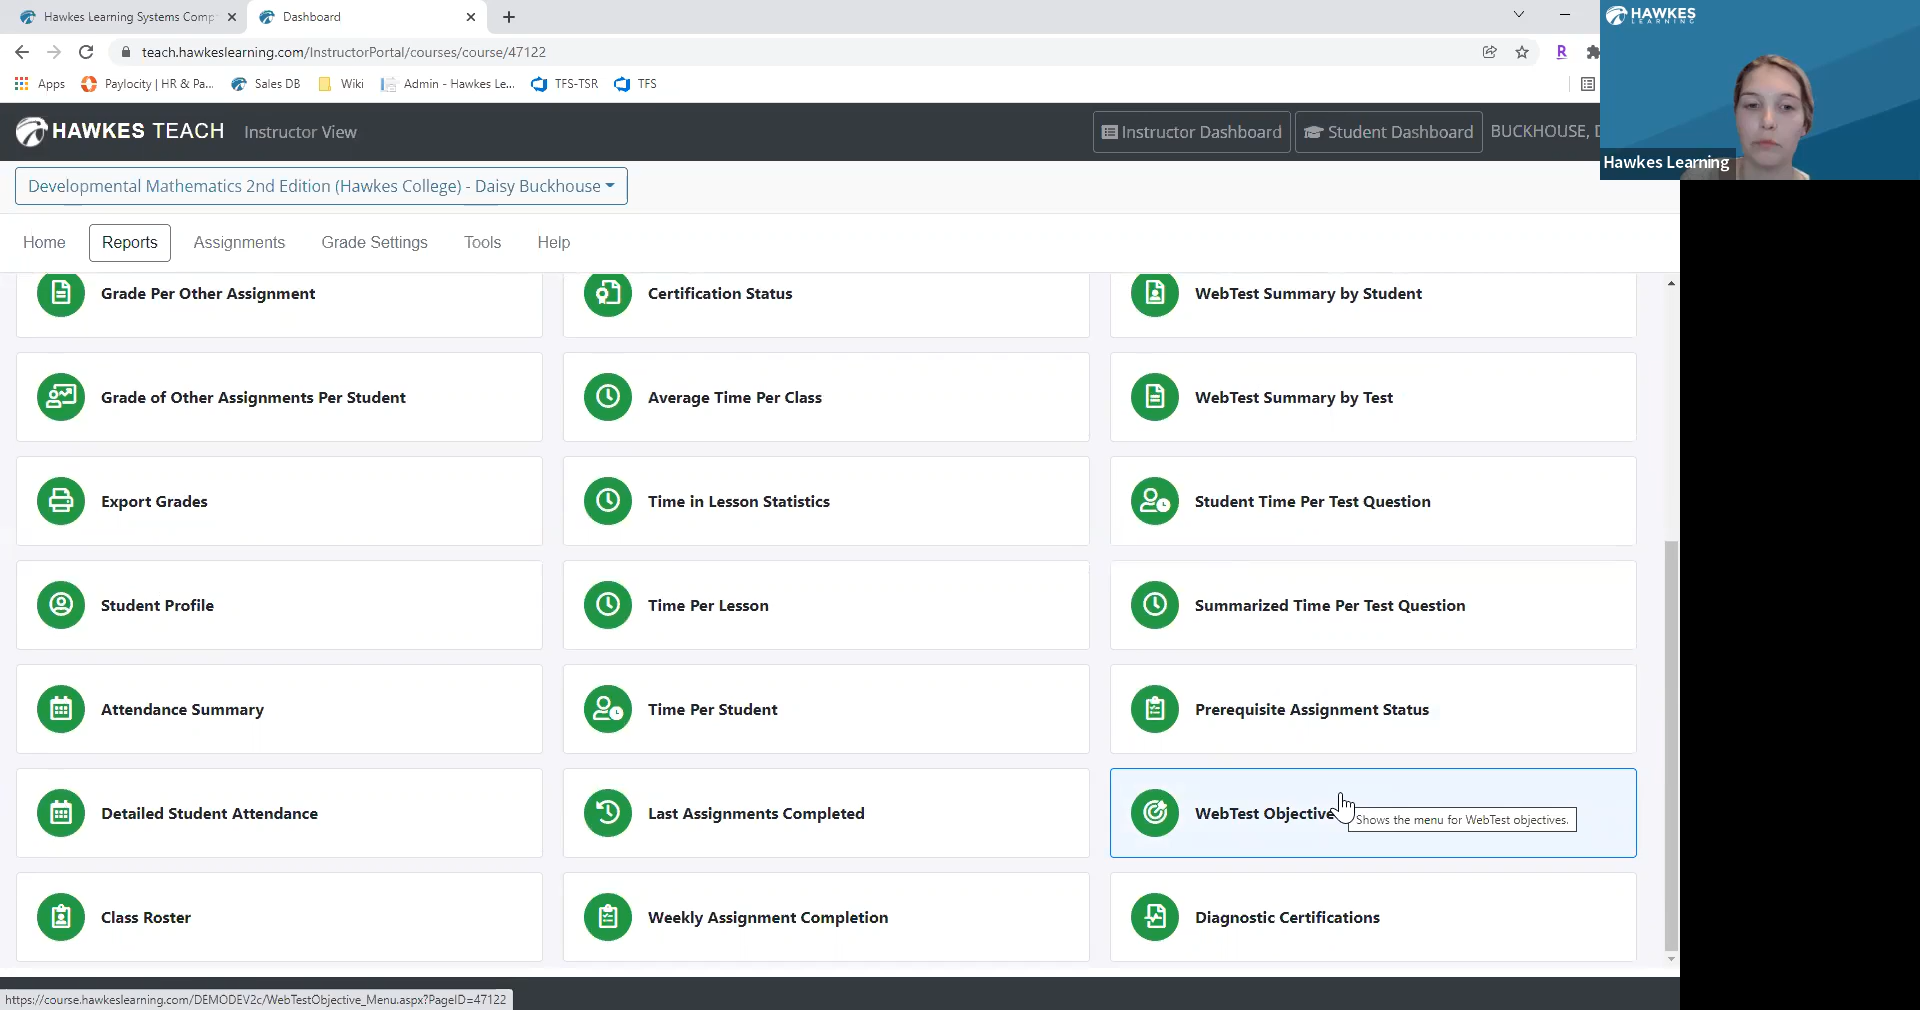 Hawkes Learning Systems Comp
Dashboard
teach.hawkeslearning.com/InstructorPortal/courses/course/47122
R
Apps
Paylocity | HR & Pa...
Sales DB
Wiki
Admin - Hawkes Le...
TFS-TSR
TFS
HAWKES
LEARNING
Hawkes Learning
HAWKES TEACH
Instructor View
Instructor Dashboard
Student Dashboard
BUCKHOUSE,
Developmental Mathematics 2nd Edition (Hawkes College) - Daisy Buckhouse
Home
Reports
Assignments
Grade Settings
Tools
Help
Grade Per Other Assignment
Certification Status
WebTest Summary by Student
Grade of Other Assignments Per Student
Average Time Per Class
WebTest Summary by Test
Export Grades
Time in Lesson Statistics
Student Time Per Test Question
Student Profile
Time Per Lesson
Summarized Time Per Test Question
Attendance Summary
Time Per Student
Prerequisite Assignment Status
Detailed Student Attendance
Last Assignments Completed
WebTest Objective
Shows the menu for WebTest objectives.
Class Roster
Weekly Assignment Completion
Diagnostic Certifications
https://course.hawkeslearning.com/DEMODEV2c/WebTestObjective_Menu.aspx?PageID=47122